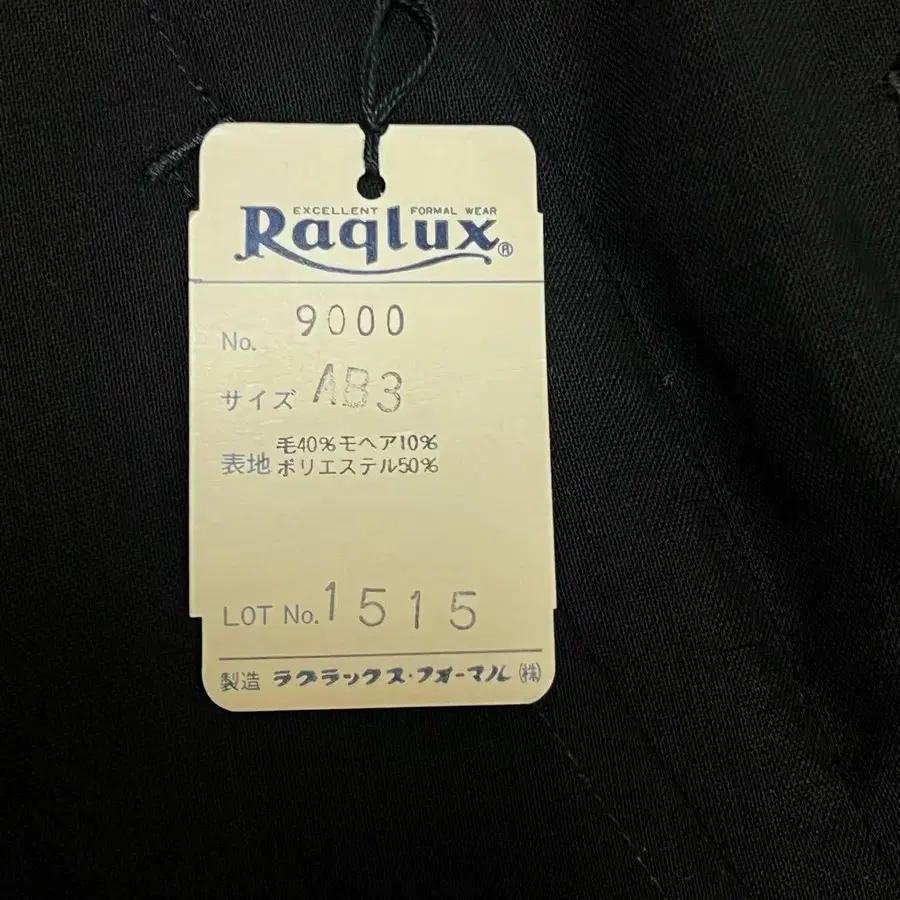 EXCELLENT FORMAL WEAR
Raqlux®
No. 9000
サイズ AB3
表地 毛40%モヘア10%
ポリエステル50%
LOT No. 1515
製造 ラグラックス・フォーマル㈱